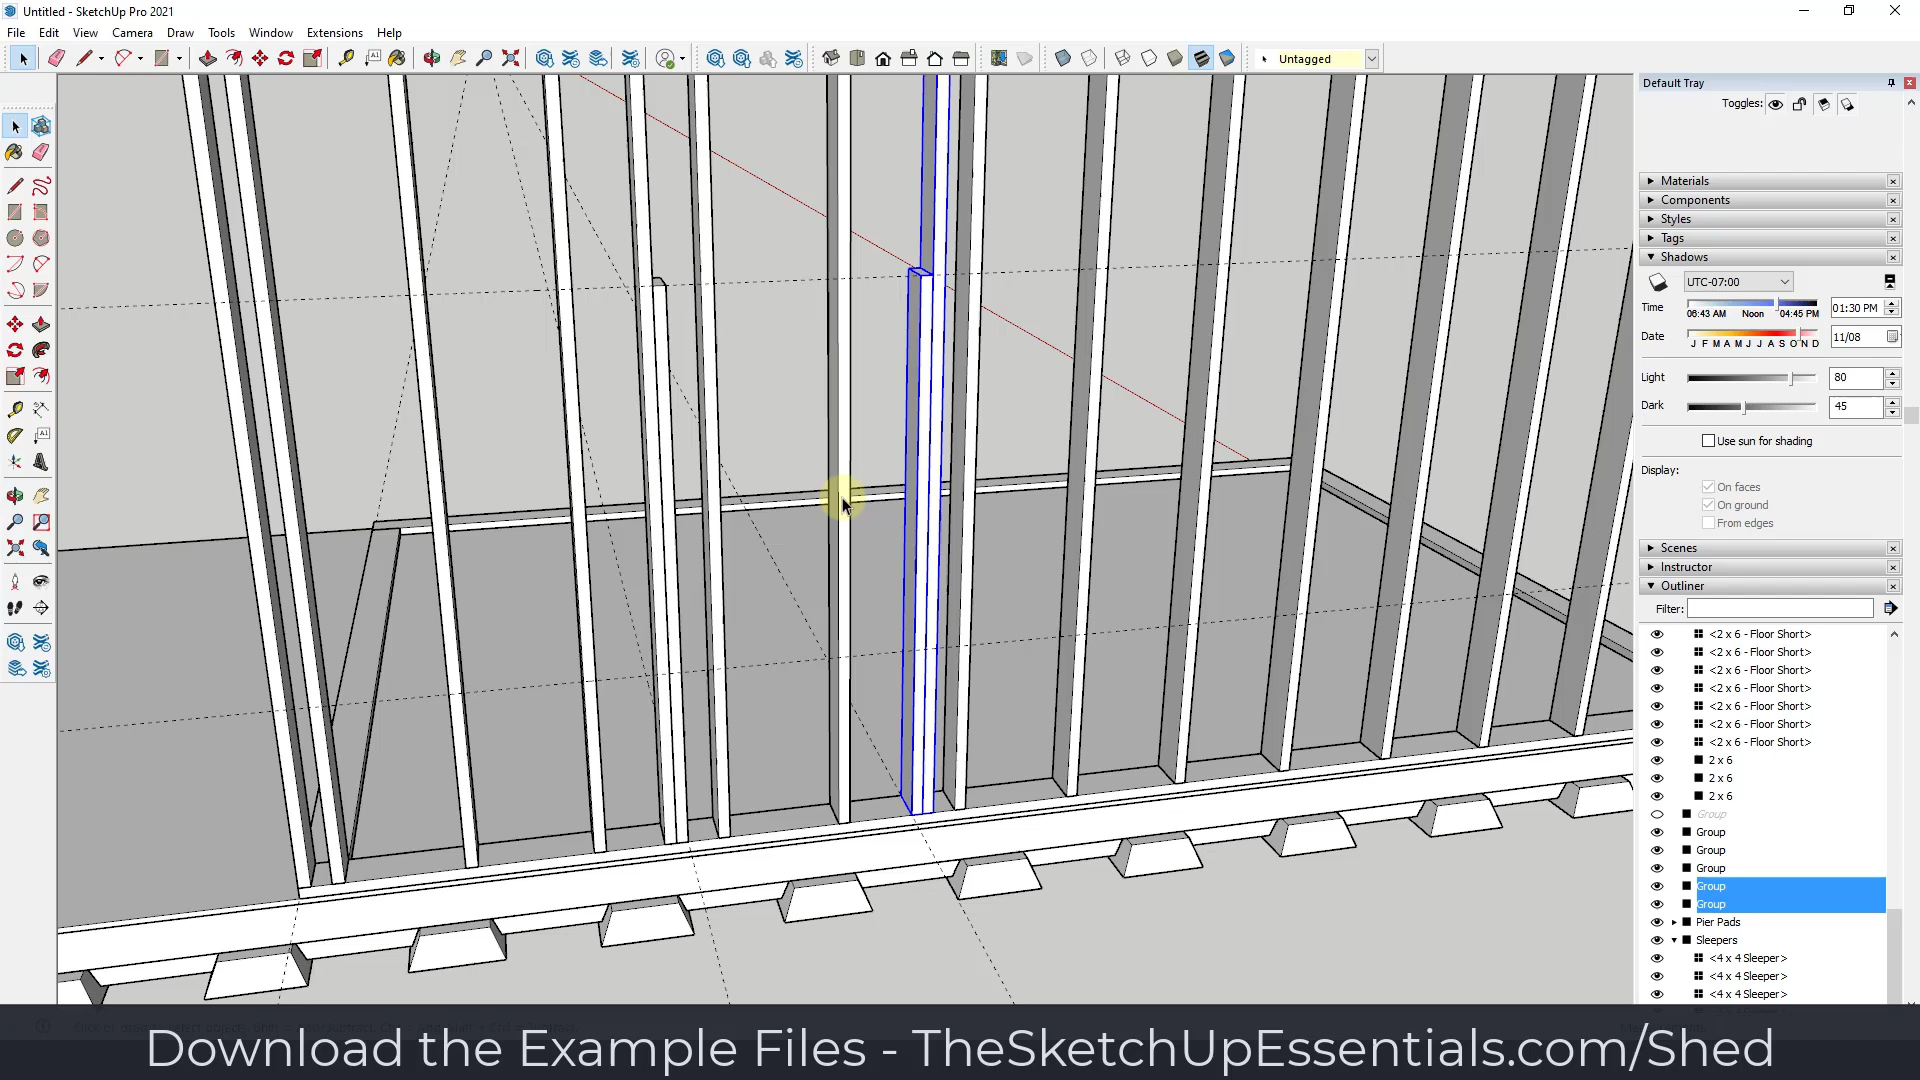 Untitled - SketchUp Pro 2021
File Edit View Camera Draw Tools Window Extensions Help
Untagged
Default Tray
Toggles:
Materials
Components
Styles
Tags
Shadows
UTC-07:00
Time 06:43 AM Noon 04:45 PM 01:30 PM
Date J F M A M J J A S O N D 11/08
Light 80
Dark 45
Use sun for shading
Display:
On faces
On ground
From edges
Scenes
Instructor
Outliner
Filter:
<2 x 6 - Floor Short>
<2 x 6 - Floor Short>
<2 x 6 - Floor Short>
<2 x 6 - Floor Short>
<2 x 6 - Floor Short>
<2 x 6 - Floor Short>
<2 x 6 - Floor Short>
2 x 6
2 x 6
2 x 6
Group
Group
Group
Group
Group
Group
Pier Pads
Sleepers
<4 x 4 Sleeper>
<4 x 4 Sleeper>
<4 x 4 Sleeper>
Download the Example Files - TheSketchUpEssentials.com/Shed